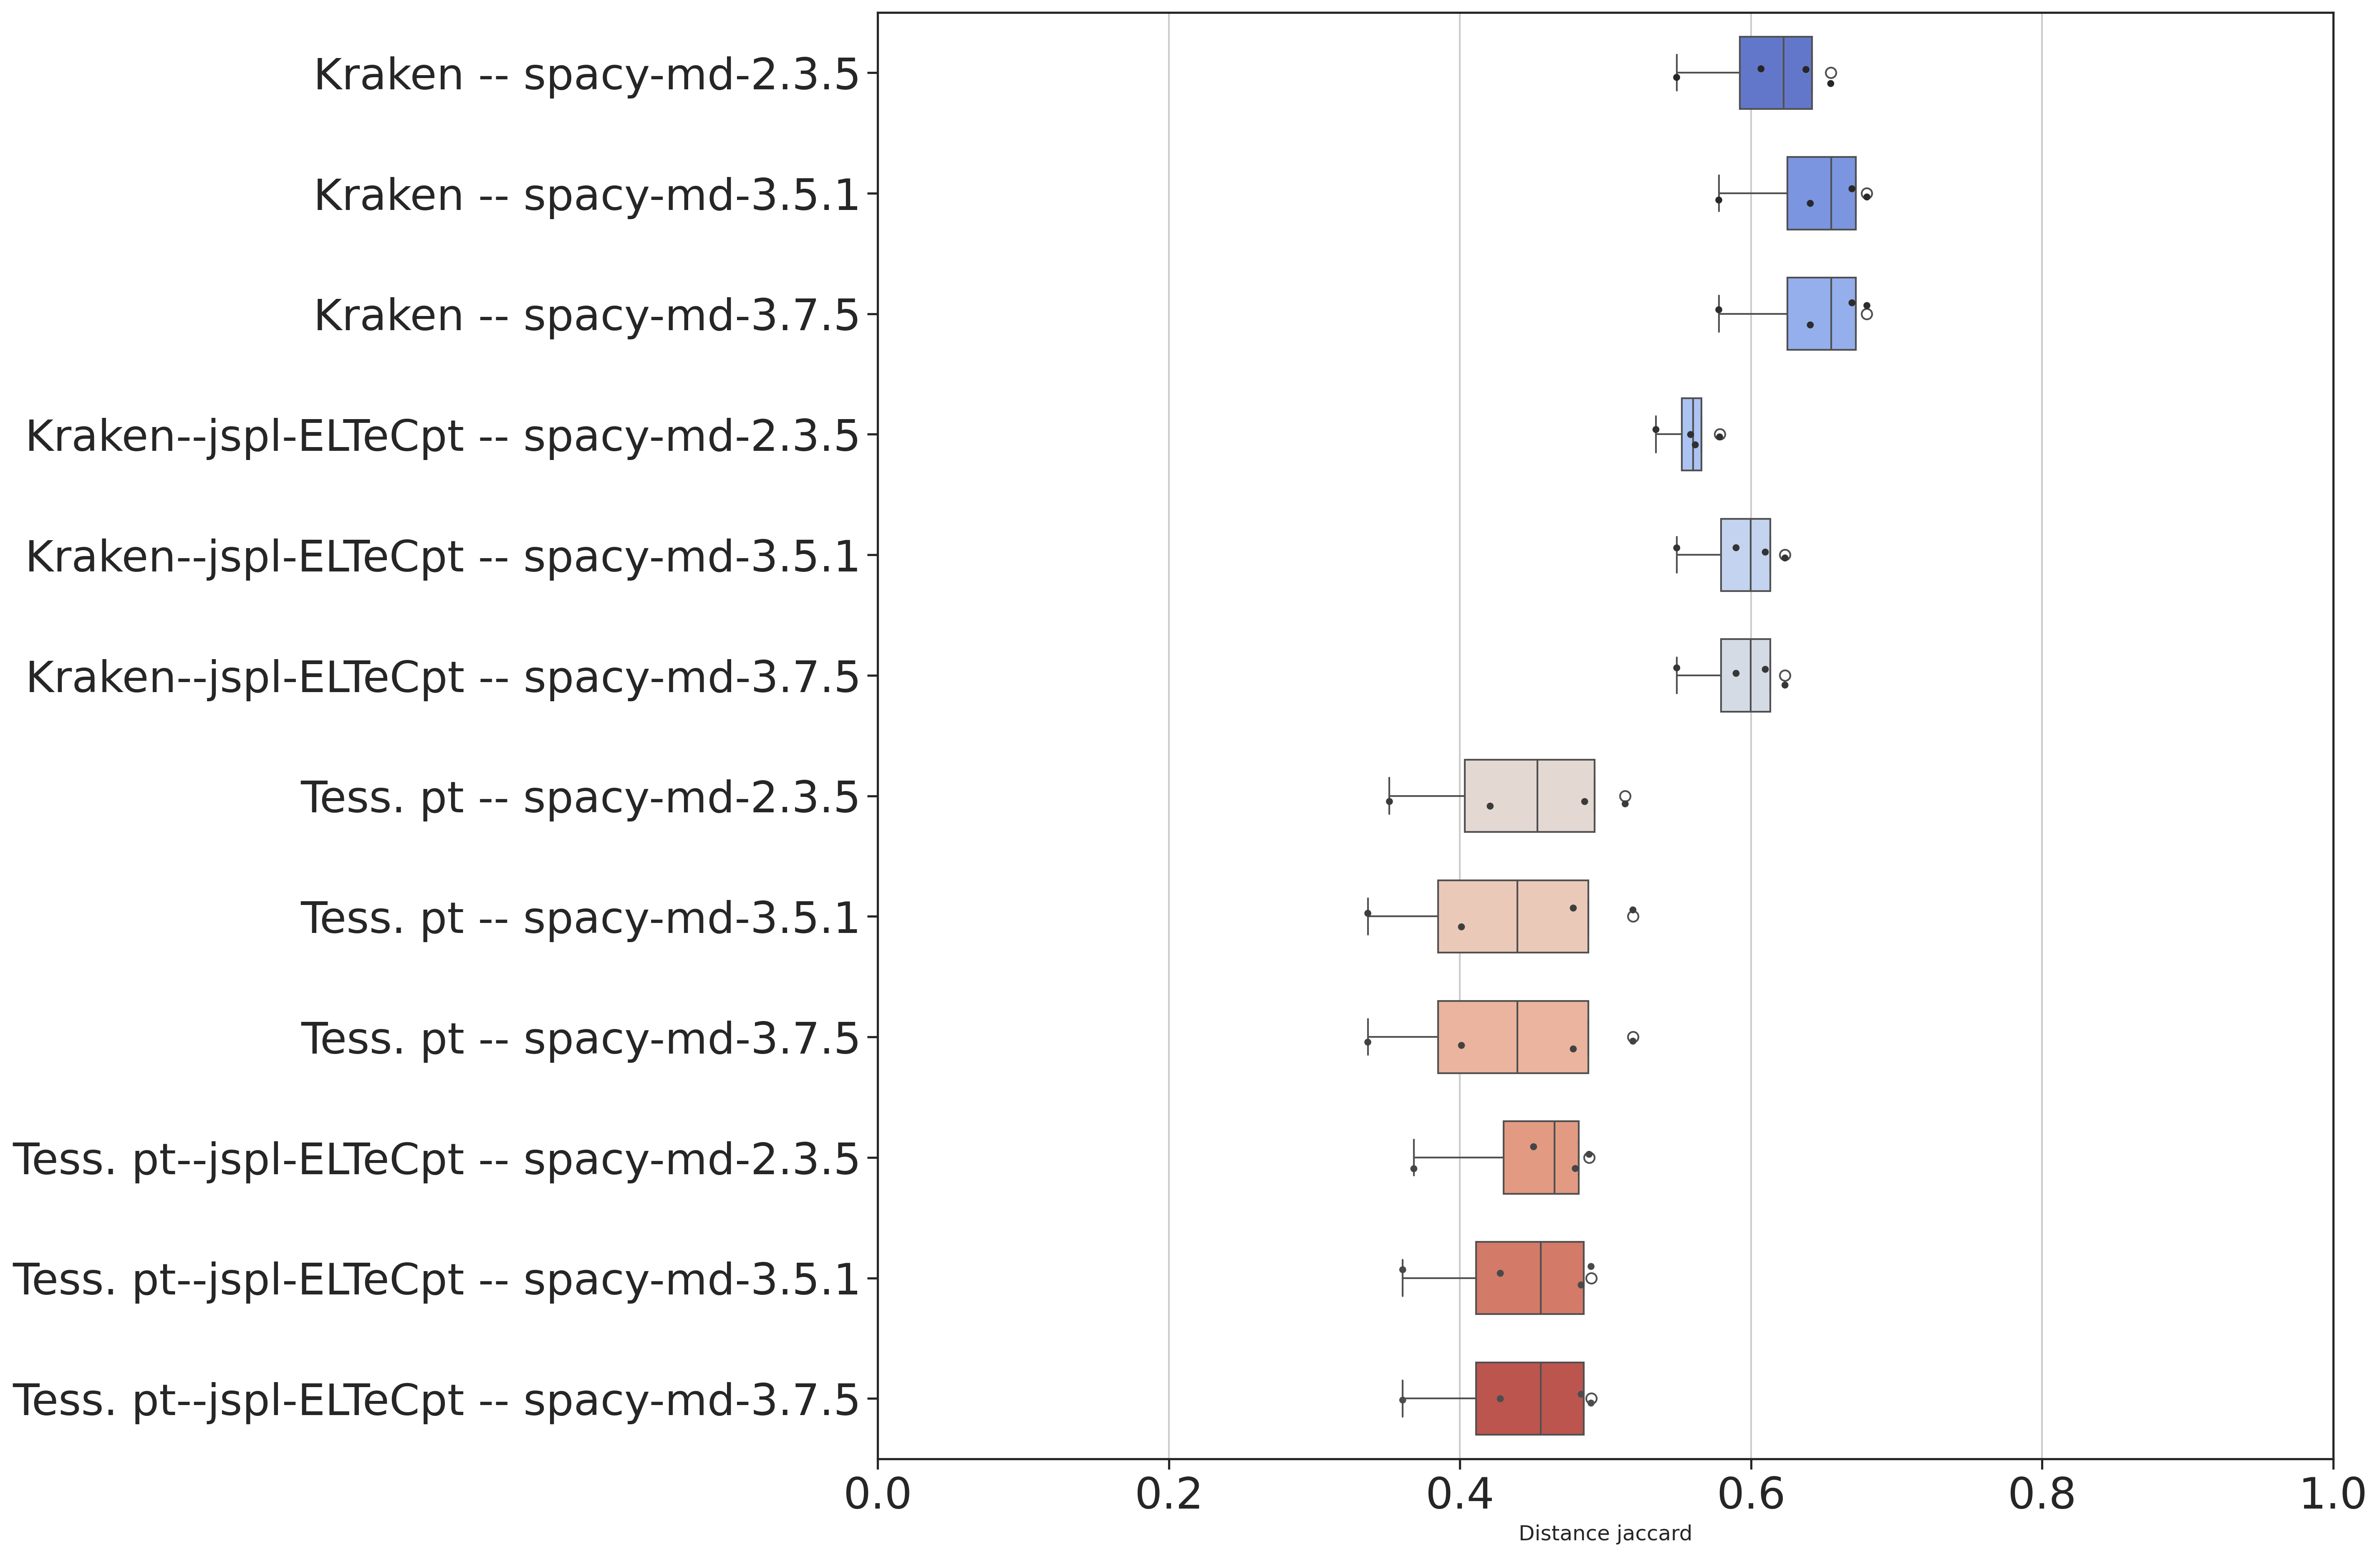 Kraken -- spacy-md-2.3.5
Kraken -- spacy-md-3.5.1
Kraken -- spacy-md-3.7.5
Kraken--jspl-ELTeCpt -- spacy-md-2.3.5
Kraken--jspl-ELTeCpt -- spacy-md-3.5.1
Kraken--jspl-ELTeCpt -- spacy-md-3.7.5
Tess. pt -- spacy-md-2.3.5
Tess. pt -- spacy-md-3.5.1
Tess. pt -- spacy-md-3.7.5
Tess. pt--jspl-ELTeCpt -- spacy-md-2.3.5
Tess. pt--jspl-ELTeCpt -- spacy-md-3.5.1
Tess. pt--jspl-ELTeCpt -- spacy-md-3.7.5
0.0 0.2 0.4 0.6 0.8 1.0
Distance jaccard